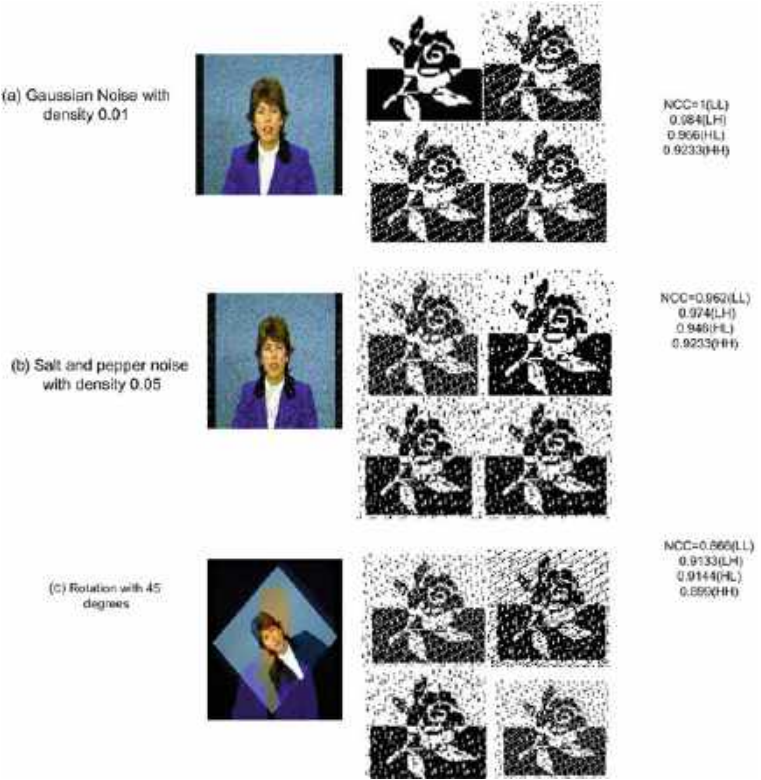 (a) Gaussian Noise with
density 0.01
NCC=1(LL)
0.984(LH)
0.966(HL)
0.9233(HH)
(b) Salt and pepper noise
with density 0.05
NCC=0.962(LL)
0.974(LH)
0.946(HL)
0.9233(HH)
(c) Rotation with 45
degrees
NCC=0.866(LL)
0.9133(LH)
0.9144(HL)
0.899(HH)